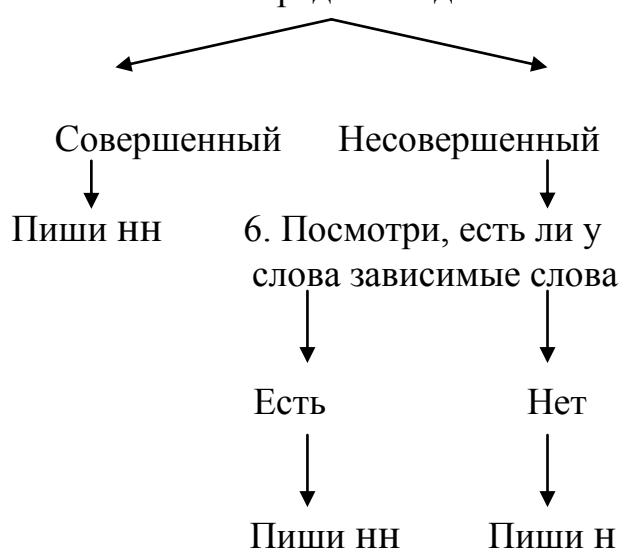 Совершенный Несовершенный
Пиши нн 6. Посмотри, есть ли у
слова зависимые слова
Есть Нет
Пиши нн Пиши н